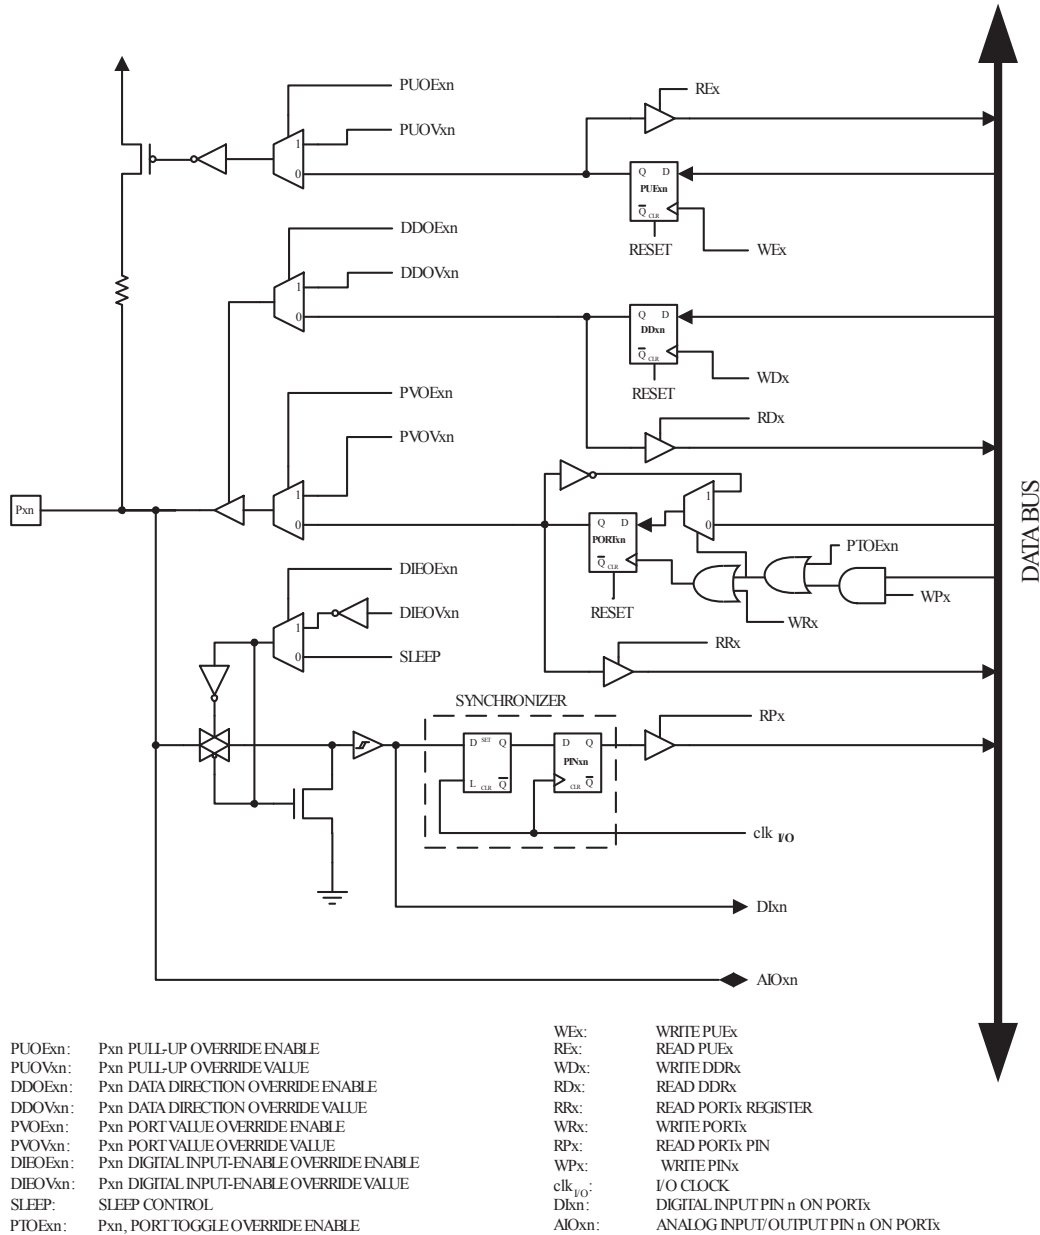 PUOExn
REx
PUOVxn
1
0
Q D
PUExn
Q CLR
RESET
WEx
DDOExn
DDOVxn
1
0
Q D
DDxn
Q CLR
RESET
WDx
PVOExn
RDx
PVOVxn
1
0
Pxn
1
0
Q D
PORTxn
Q CLR
RESET
PTOExn
WPx
WRx
DATA BUS
DIEOExn
DIEOVxn
1
0
SLEEP
RRx
SYNCHRONIZER
RPx
D SET Q
L CLR Q
D Q
PINxn
CLR Q
clk I/O
DIxn
AIOxn
PUOExn: Pxn PULL-UP OVERRIDE ENABLE
PUOVxn: Pxn PULL-UP OVERRIDE VALUE
DDOExn: Pxn DATA DIRECTION OVERRIDE ENABLE
DDOVxn: Pxn DATA DIRECTION OVERRIDE VALUE
PVOExn: Pxn PORT VALUE OVERRIDE ENABLE
PVOVxn: Pxn PORT VALUE OVERRIDE VALUE
DIEOExn: Pxn DIGITAL INPUT-ENABLE OVERRIDE ENABLE
DIEOVxn: Pxn DIGITAL INPUT-ENABLE OVERRIDE VALUE
SLEEP: SLEEP CONTROL
PTOExn: Pxn, PORT TOGGLE OVERRIDE ENABLE
WEx: WRITE PUEx
REx: READ PUEx
WDx: WRITE DDRx
RDx: READ DDRx
RRx: READ PORTx REGISTER
WRx: WRITE PORTx
RPx: READ PORTx PIN
WPx: WRITE PINx
clk I/O: I/O CLOCK
DIxn: DIGITAL INPUT PIN n ON PORTx
AIOxn: ANALOG INPUT/OUTPUT PIN n ON PORTx